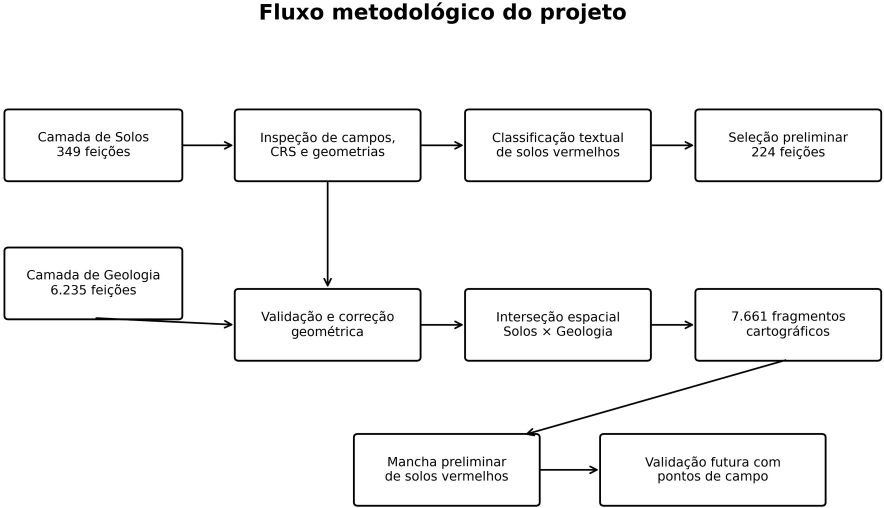 Fluxo metodológico do projeto
Camada de Solos
349 feições
Inspeção de campos,
CRS e geometrias
Classificação textual
de solos vermelhos
Seleção preliminar
224 feições
Camada de Geologia
6.235 feições
Validação e correção
geométrica
Interseção espacial
Solos × Geologia
7.661 fragmentos
cartográficos
Mancha preliminar
de solos vermelhos
Validação futura com
pontos de campo